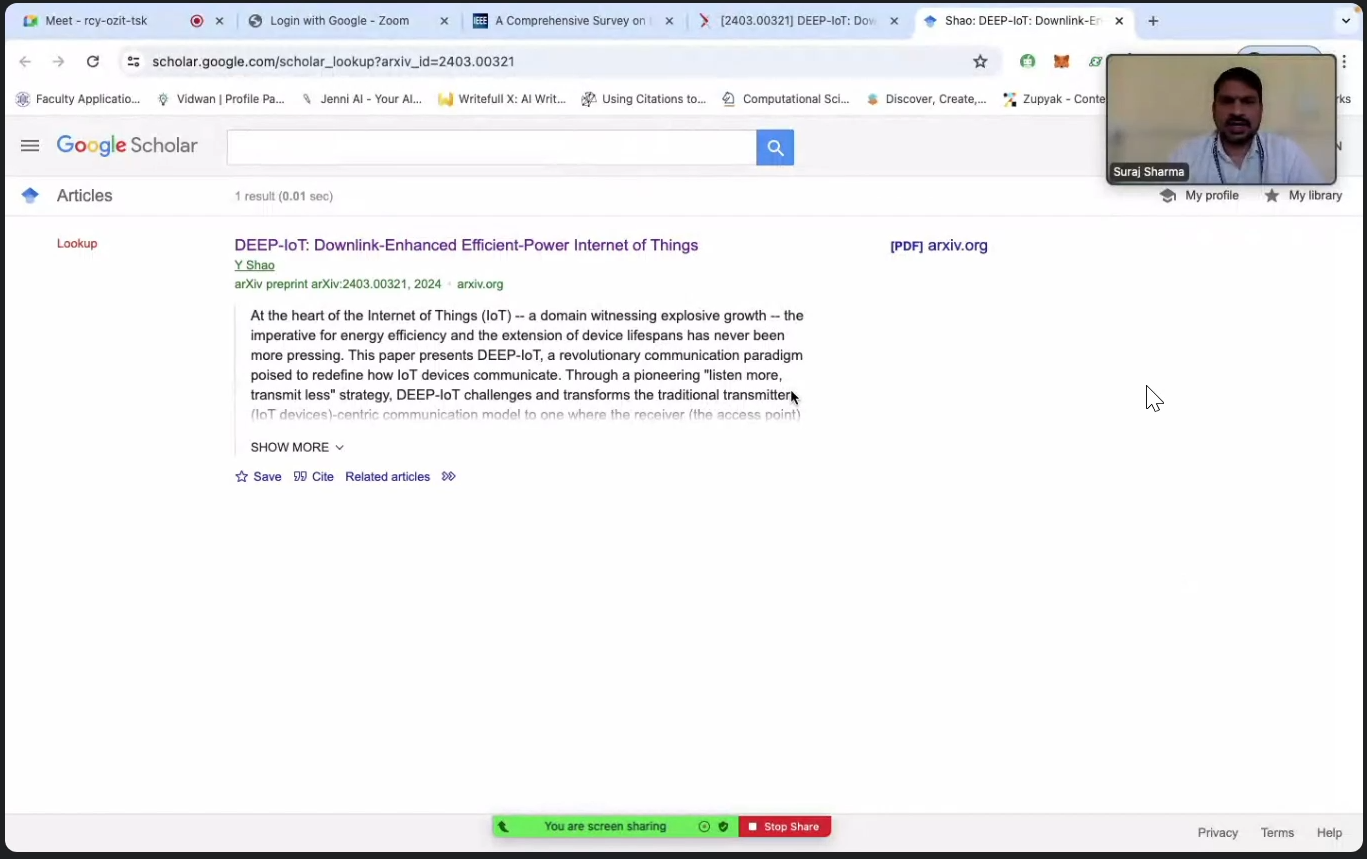 Meet - rcy-ozit-tsk
Login with Google - Zoom
A Comprehensive Survey on
[2403.00321] DEEP-IoT: Dow
Shao: DEEP-IoT: Downlink-En
scholar.google.com/scholar_lookup?arxiv_id=2403.00321
Faculty Applicatio...
Vidwan | Profile Pa...
Jenni AI - Your AI...
Writefull X: AI Writ...
Using Citations to...
Computational Sci...
Discover, Create,...
Zupyak - Conte
Google Scholar
Suraj Sharma
Articles
1 result (0.01 sec)
My profile
My library
Lookup
DEEP-IoT: Downlink-Enhanced Efficient-Power Internet of Things
[PDF] arxiv.org
Y Shao
arXiv preprint arXiv:2403.00321, 2024 · arxiv.org
At the heart of the Internet of Things (IoT) -- a domain witnessing explosive growth -- the
imperative for energy efficiency and the extension of device lifespans has never been
more pressing. This paper presents DEEP-IoT, a revolutionary communication paradigm
poised to redefine how IoT devices communicate. Through a pioneering "listen more,
transmit less" strategy, DEEP-IoT challenges and transforms the traditional transmitter
(IoT devices)-centric communication model to one where the receiver (the access point)
SHOW MORE
Save
Cite
Related articles
You are screen sharing
Stop Share
Privacy
Terms
Help